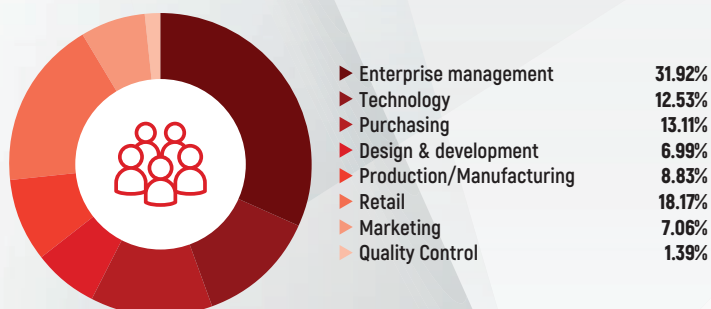 Enterprise management 31.92%
Technology 12.53%
Purchasing 13.11%
Design & development 6.99%
Production/Manufacturing 8.83%
Retail 18.17%
Marketing 7.06%
Quality Control 1.39%